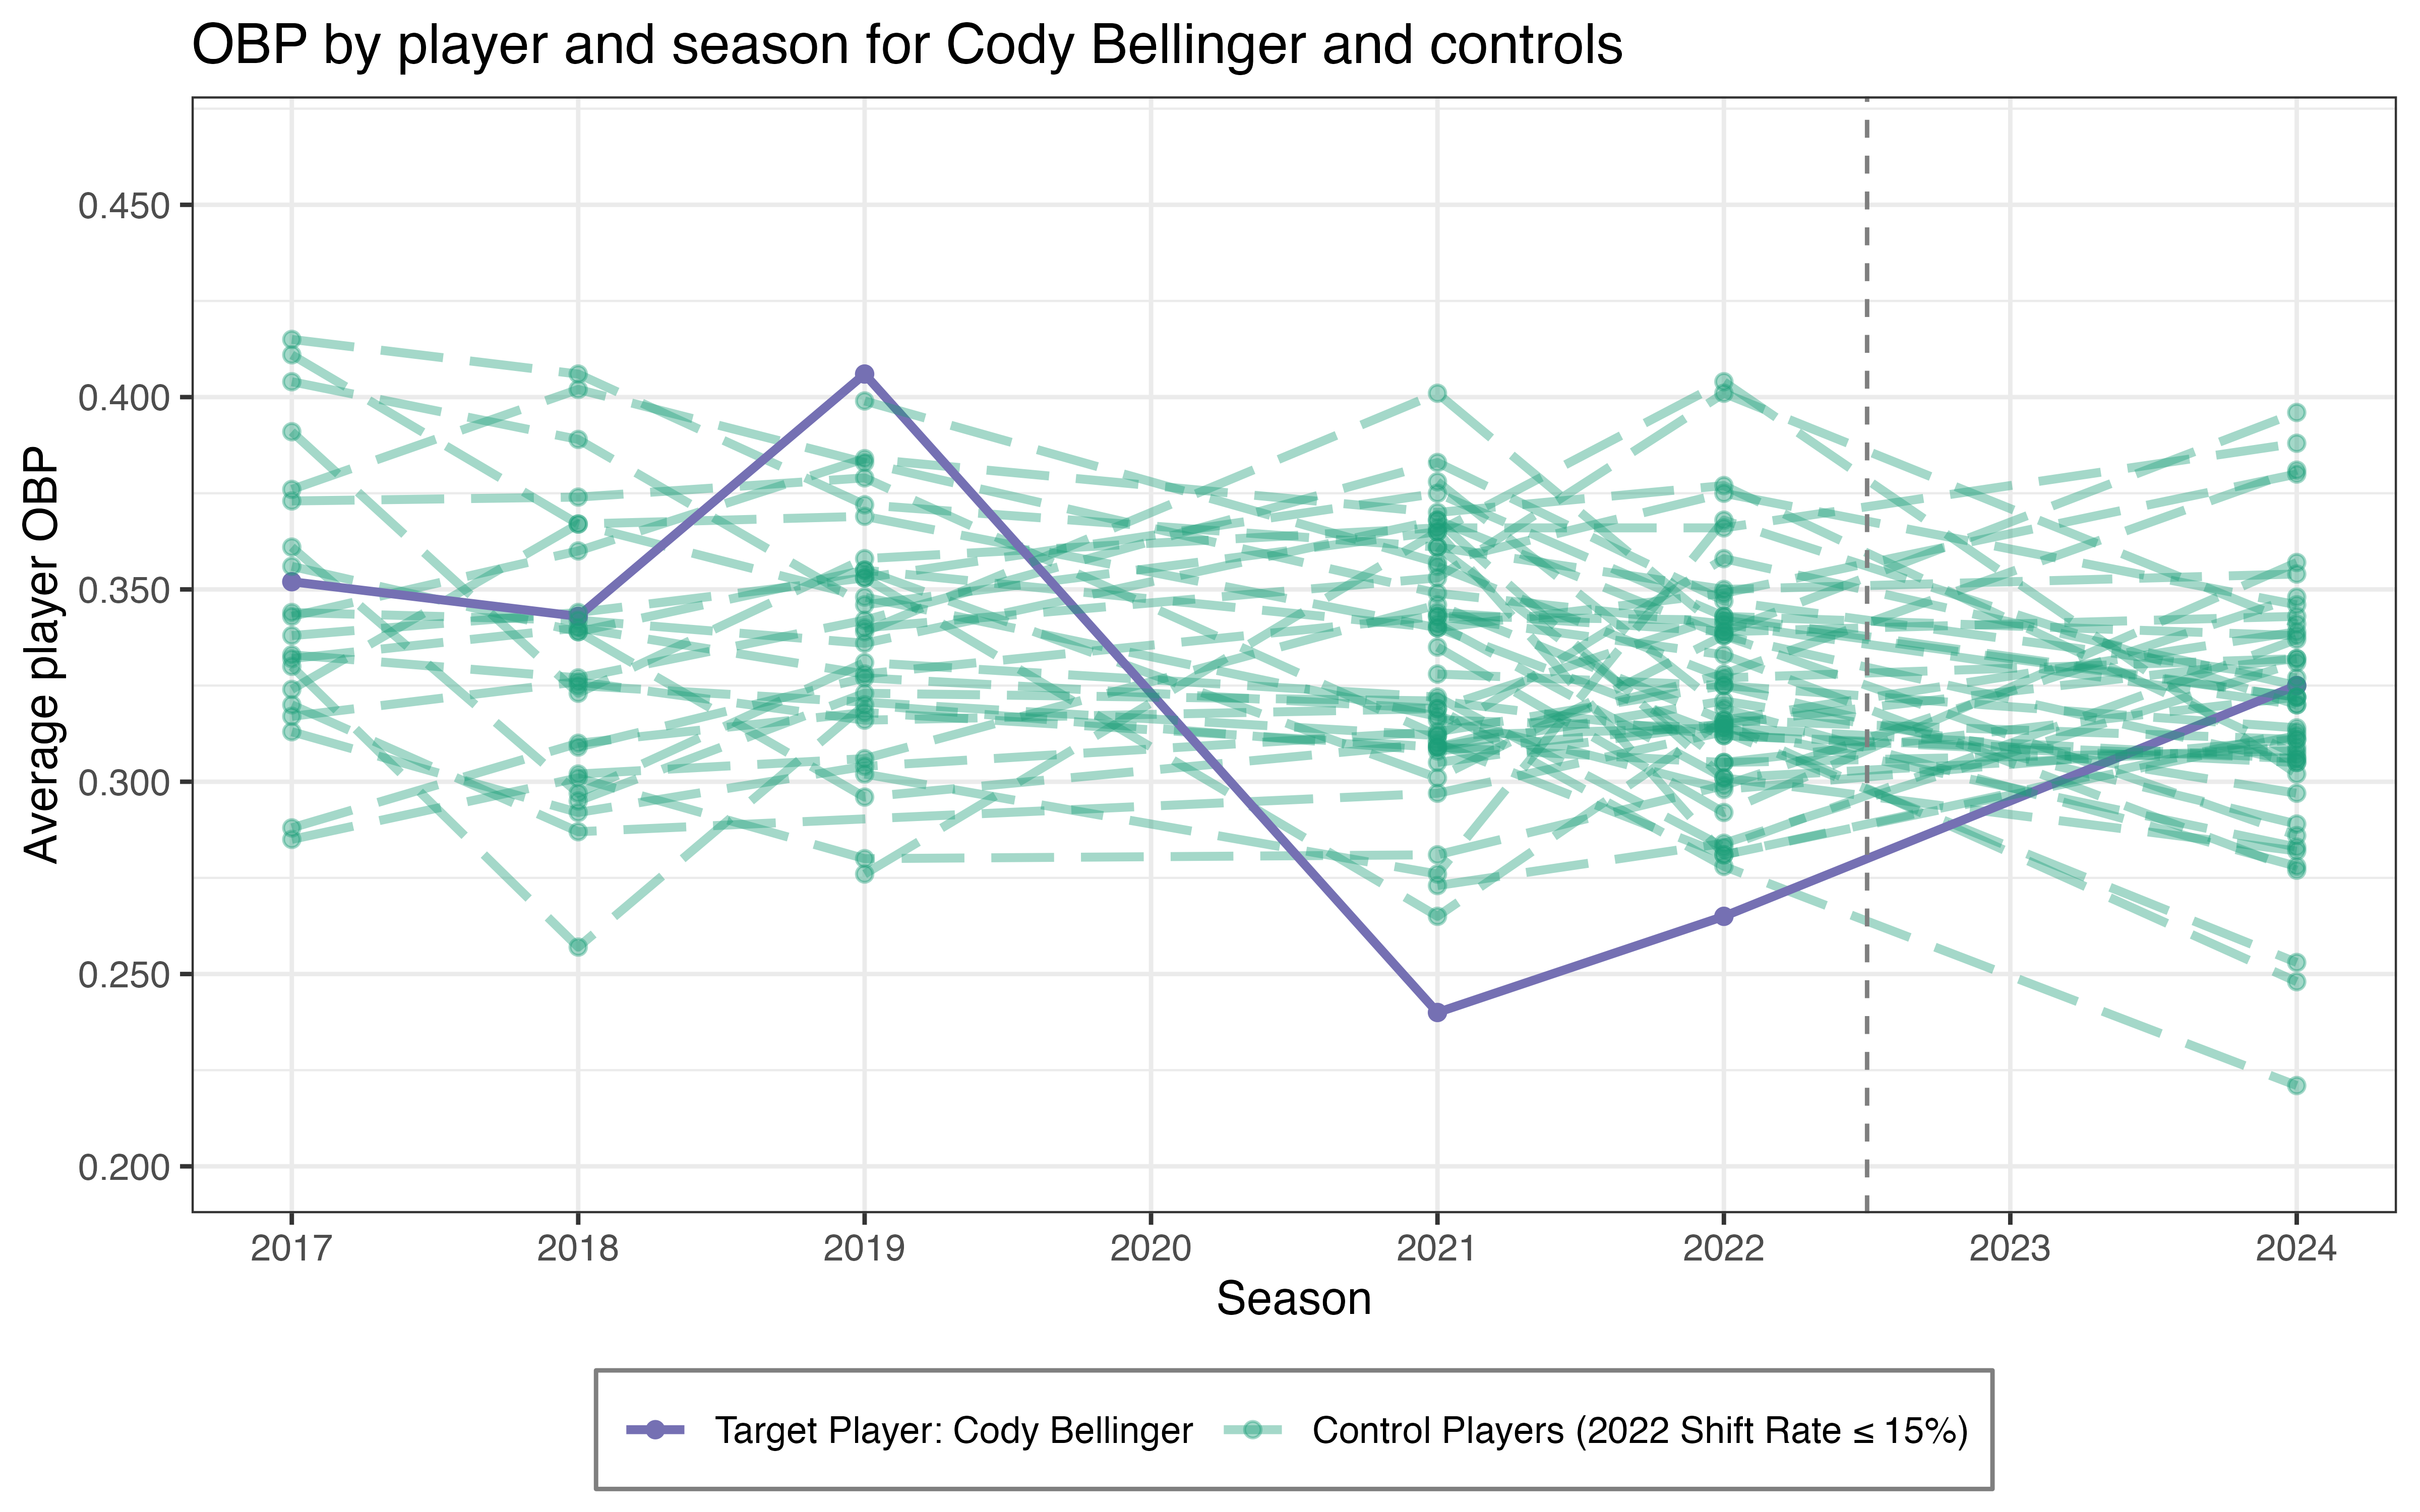 OBP by player and season for Cody Bellinger and controls
Average player OBP
0.450
0.400
0.350
0.300
0.250
0.200
2017 2018 2019 2020 2021 2022 2023 2024
Season
Target Player: Cody Bellinger Control Players (2022 Shift Rate ≤ 15%)